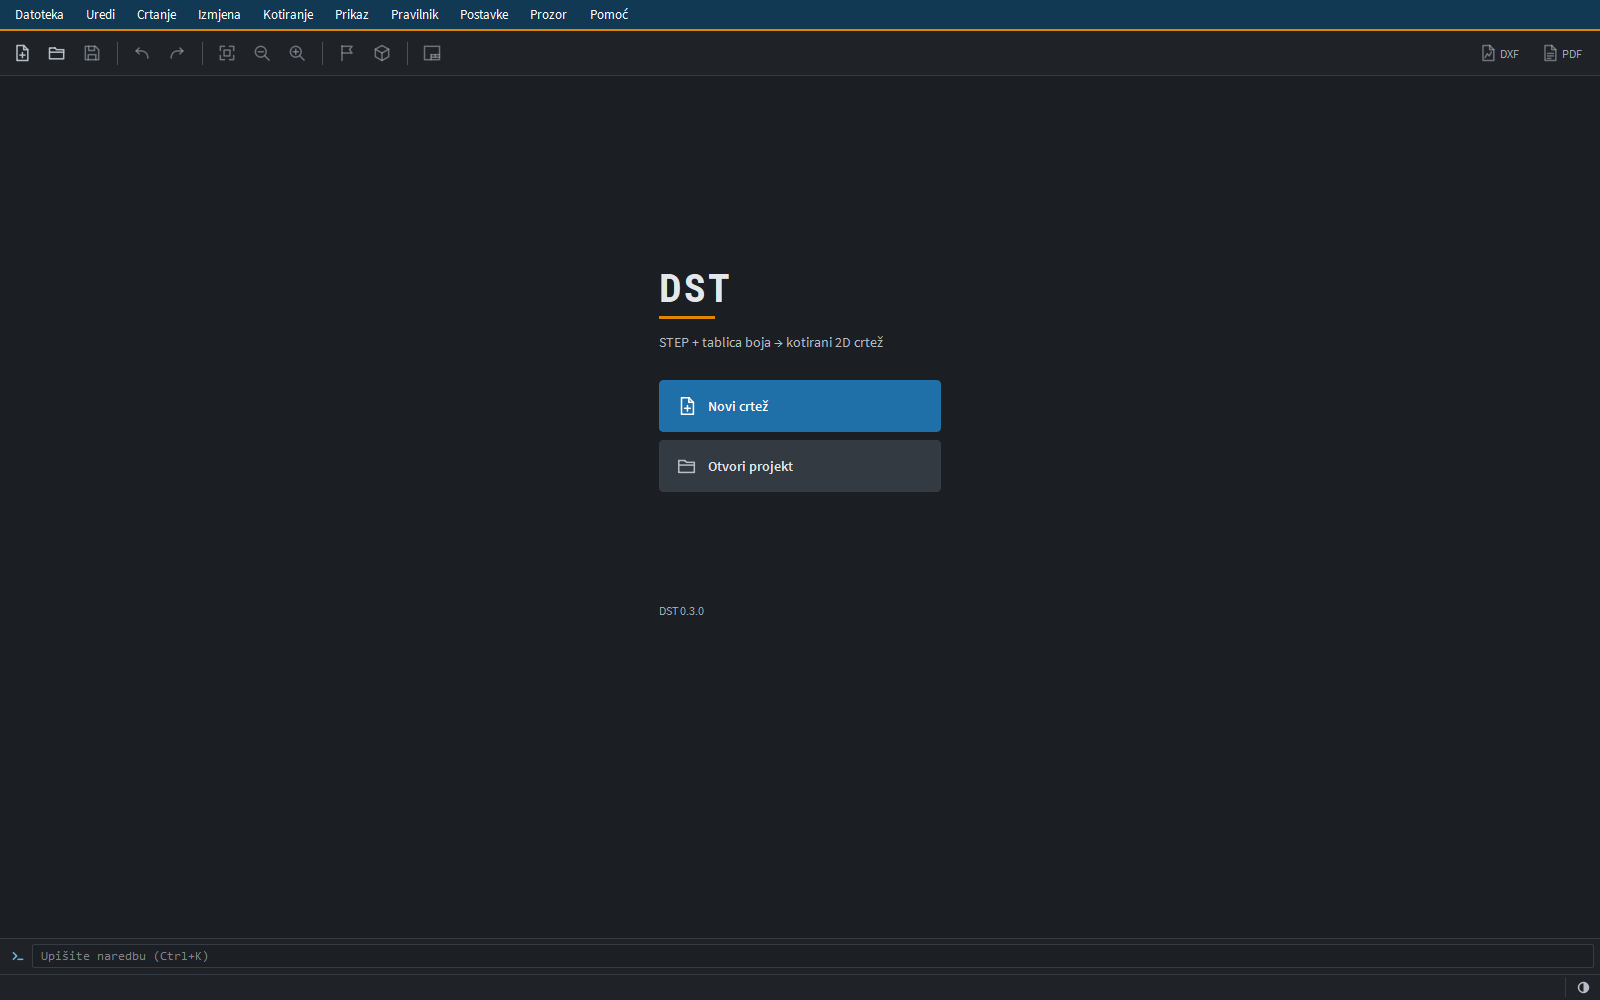 Datoteka Uredi Crtanje Izmjena Kotiranje Prikaz Pravilnik Postavke Prozor Pomoć
DXF PDF
DST
STEP + tablica boja → kotirani 2D crtež
Novi crtež
Otvori projekt
DST 0.3.0
Upišite naredbu (Ctrl+K)